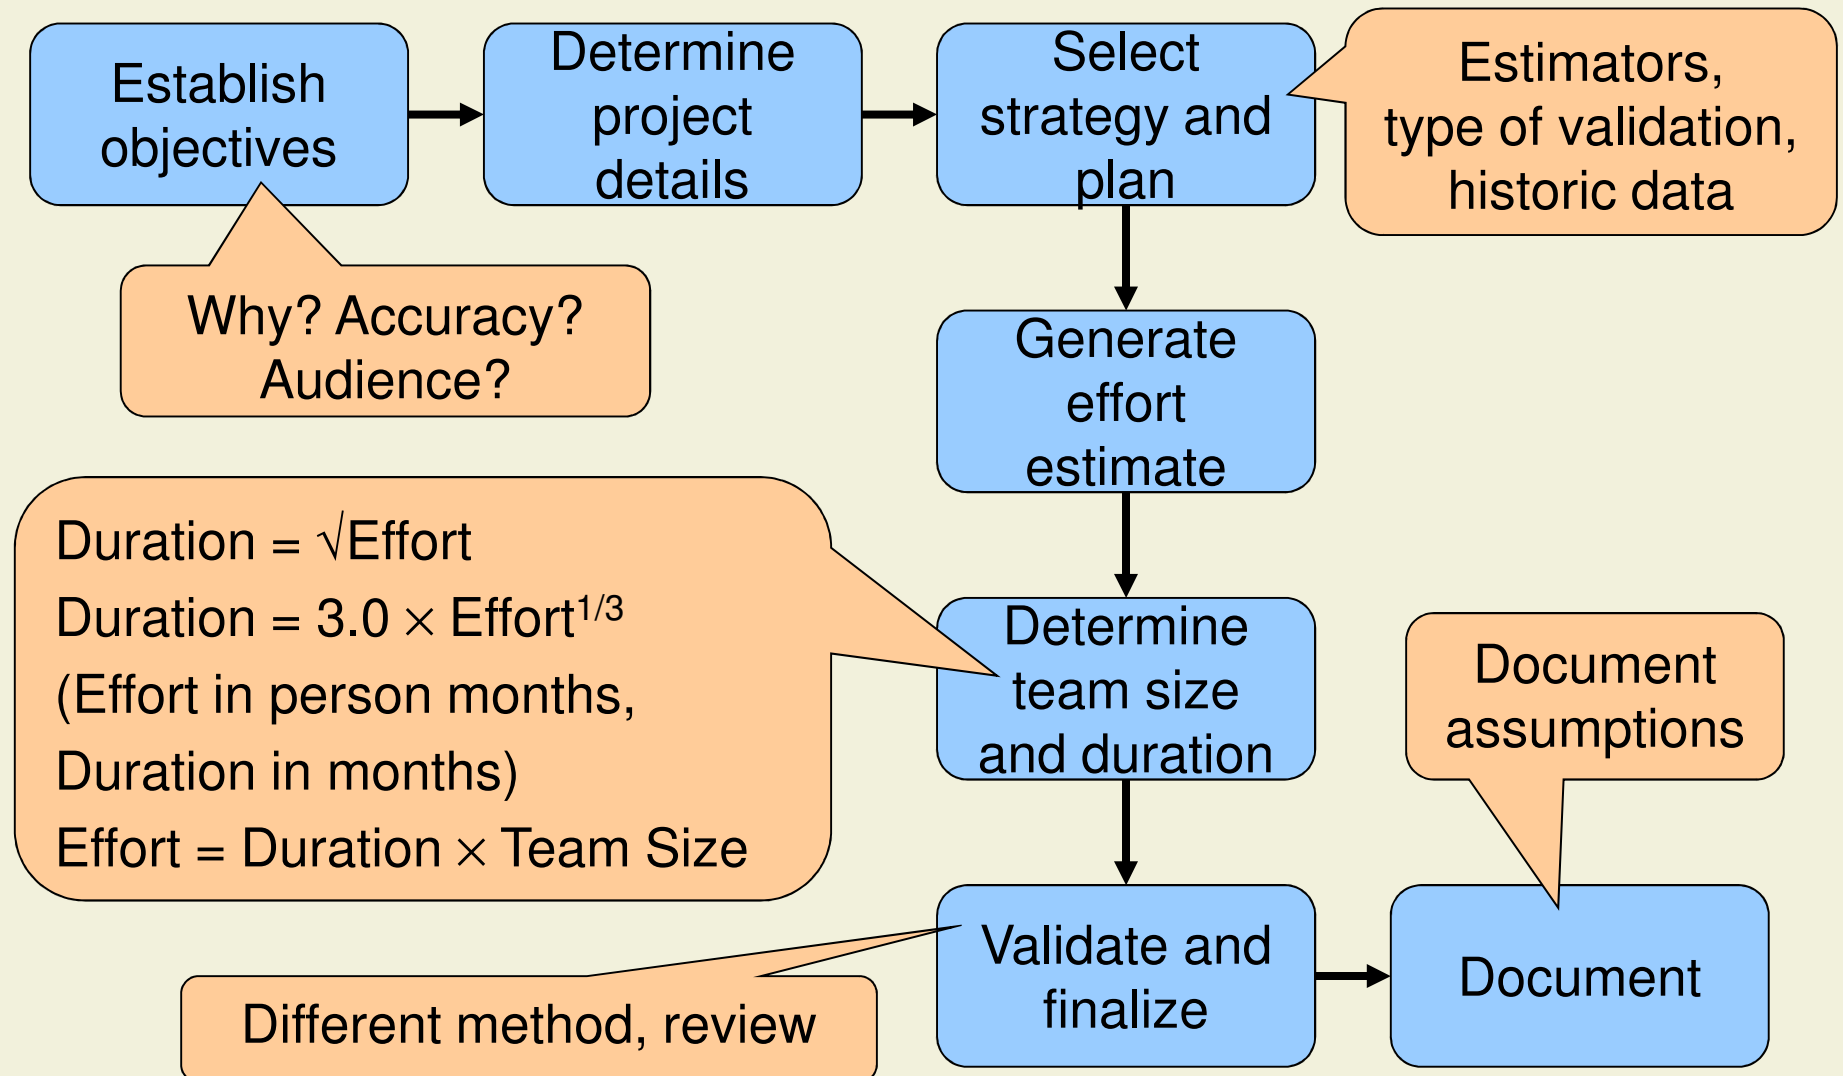 Establish
objectives
Determine
project
details
Select
strategy and
plan
Estimators,
type of validation,
historic data
Why? Accuracy?
Audience?
Generate
effort
estimate
Duration = √Effort
Duration = 3.0 × Effort^1/3
(Effort in person months,
Duration in months)
Effort = Duration × Team Size
Determine
team size
and duration
Document
assumptions
Validate and
finalize
Document
Different method, review